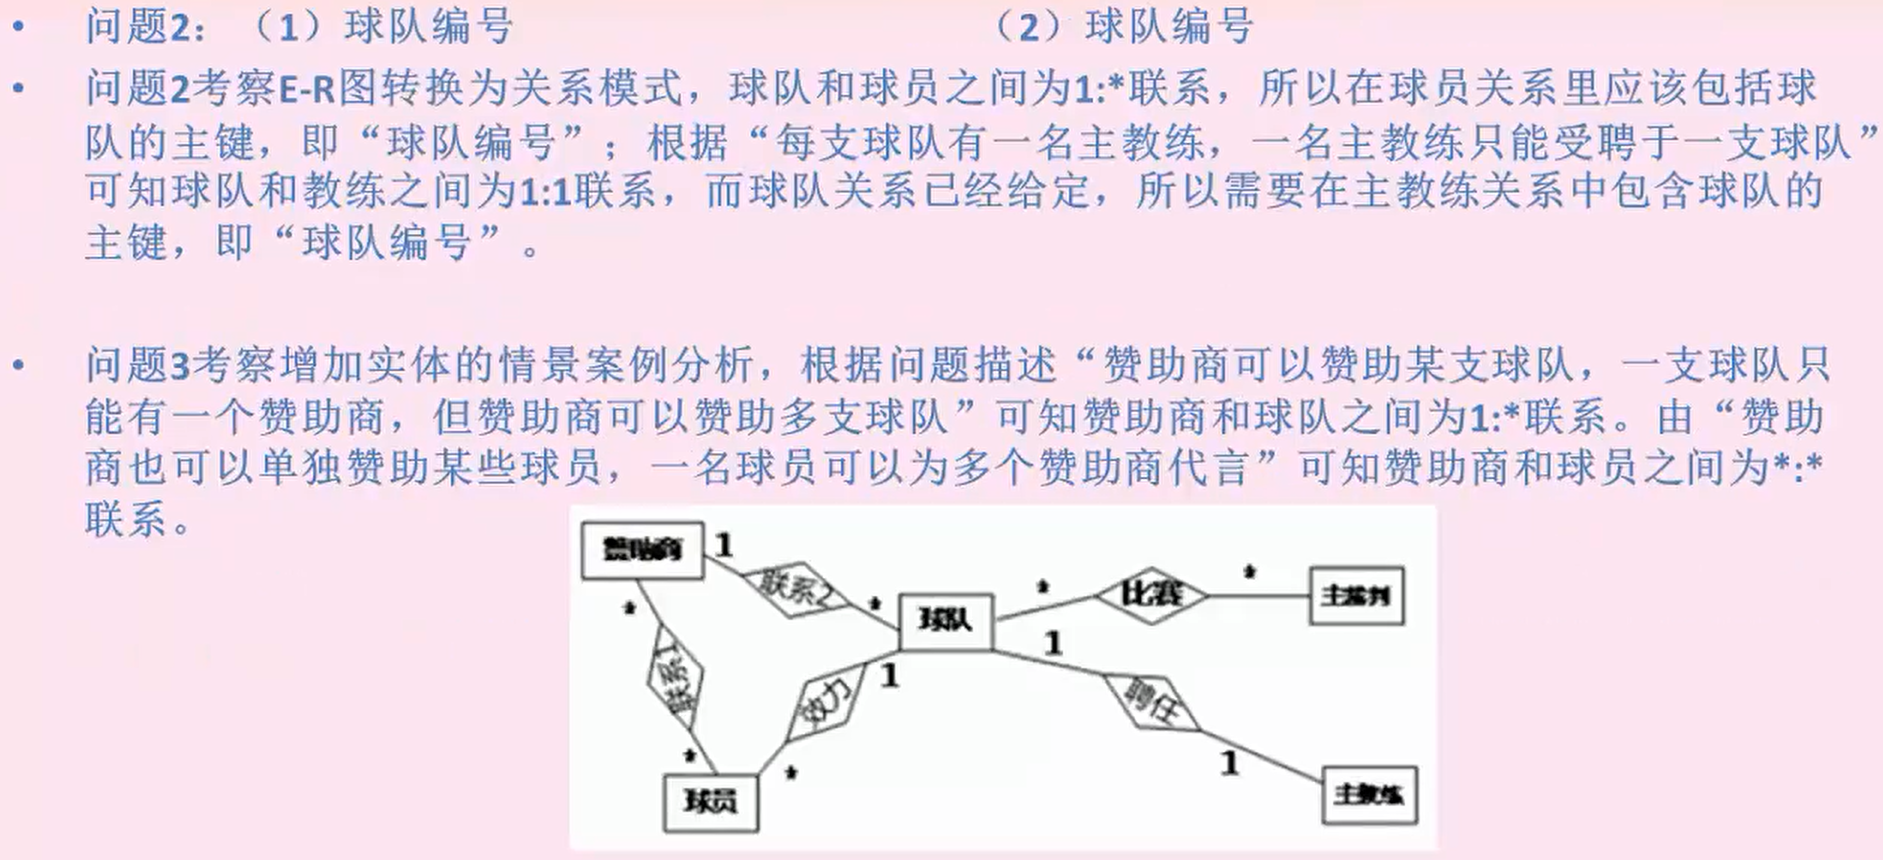 • 问题2：（1）球队编号 （2）球队编号
• 问题2考察E-R图转换为关系模式，球队和球员之间为1:*联系，所以在球员关系里应该包括球
队的主键，即“球队编号”；根据“每支球队有一名主教练，一名主教练只能受聘于一支球队”
可知球队和教练之间为1:1联系，而球队关系已经给定，所以需要在主教练关系中包含球队的
主键，即“球队编号”。
• 问题3考察增加实体的情景案例分析，根据问题描述“赞助商可以赞助某支球队，一支球队只
能有一个赞助商，但赞助商可以赞助多支球队”可知赞助商和球队之间为1:*联系。由“赞助
商也可以单独赞助某些球员，一名球员可以为多个赞助商代言”可知赞助商和球员之间为*:*
联系。
赞助商
1
联系2
*
球队
*
比赛
*
主裁判
*
联系1
*
球员
1
效力
*
1
聘任
1
主教练